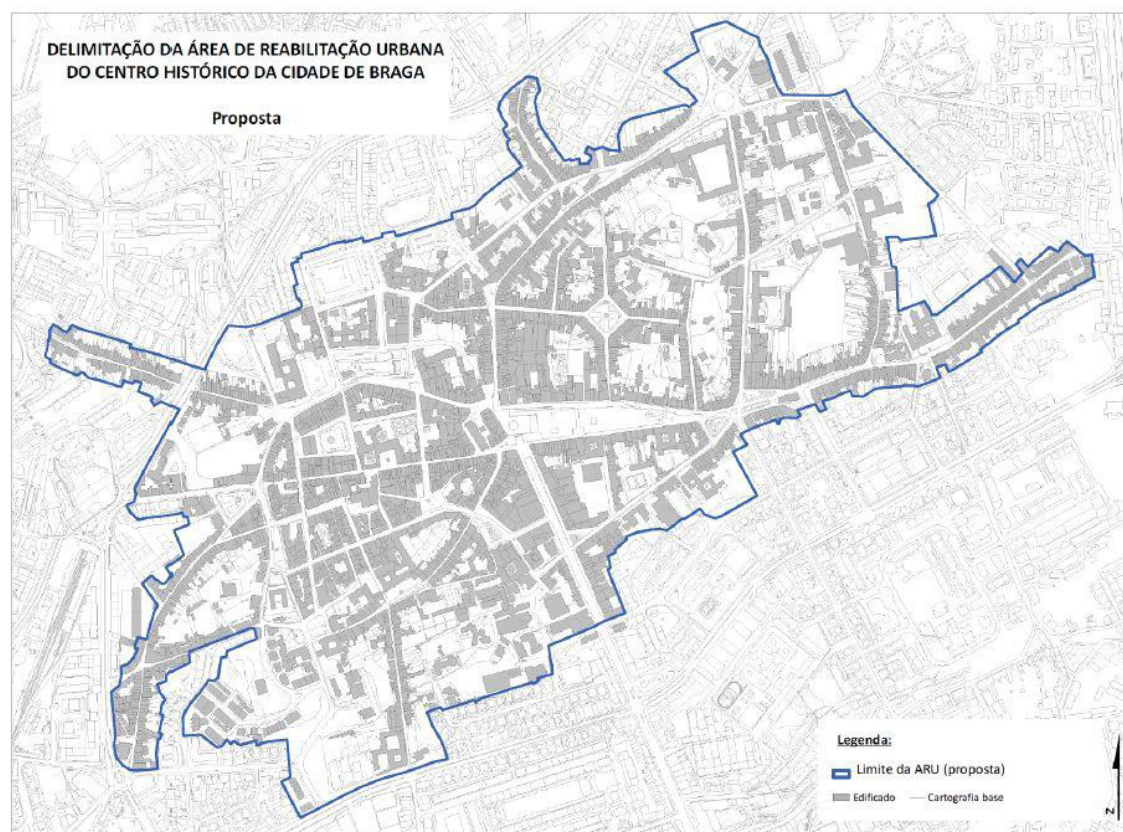 DELIMITAÇÃO DA ÁREA DE REABILITAÇÃO URBANA
DO CENTRO HISTÓRICO DA CIDADE DE BRAGA
Proposta
Legenda:
Limite da ARU (proposta)
Edificado
Cartografia base
N